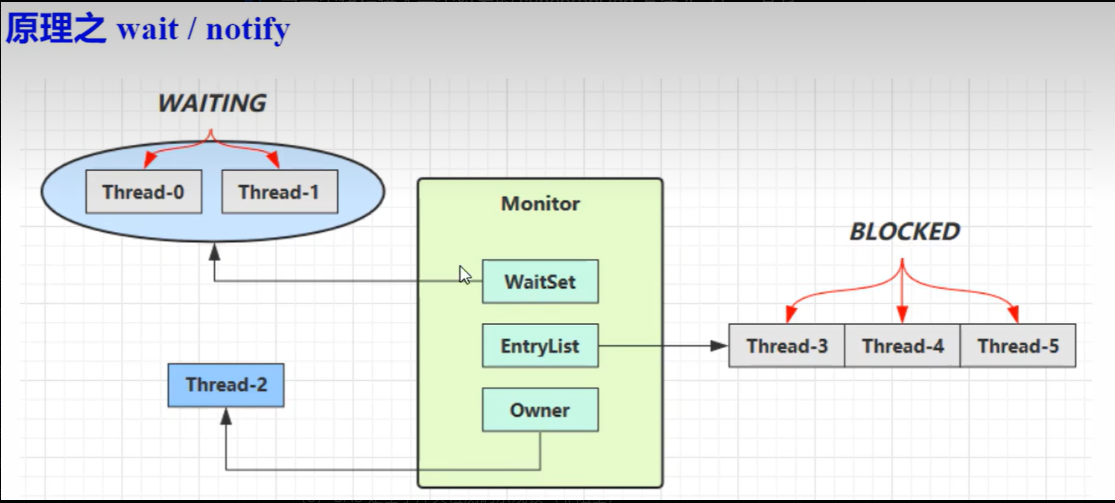 原理之 wait / notify
WAITING
Thread-0 Thread-1
Monitor
WaitSet
EntryList
Owner
BLOCKED
Thread-3 Thread-4 Thread-5
Thread-2